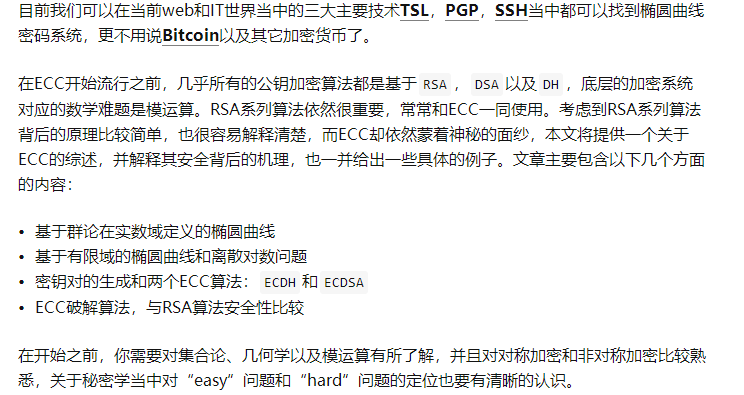 目前我们可以在当前web和IT世界当中的三大主要技术TSL，PGP，SSH当中都可以找到椭圆曲线
密码系统，更不用说Bitcoin以及其它加密货币了。
在ECC开始流行之前，几乎所有的公钥加密算法都是基于 RSA ， DSA 以及 DH ，底层的加密系统
对应的数学难题是模运算。RSA系列算法依然很重要，常常和ECC一同使用。考虑到RSA系列算法
背后的原理比较简单，也很容易解释清楚，而ECC却依然蒙着神秘的面纱，本文将提供一个关于
ECC的综述，并解释其安全背后的机理，也一并给出一些具体的例子。文章主要包含以下几个方面
的内容：
• 基于群论在实数域定义的椭圆曲线
• 基于有限域的椭圆曲线和离散对数问题
• 密钥对的生成和两个ECC算法： ECDH 和 ECDSA
• ECC破解算法，与RSA算法安全性比较
在开始之前，你需要对集合论、几何学以及模运算有所了解，并且对对称加密和非对称加密比较熟
悉，关于秘密学当中对“easy”问题和“hard“问题的定位也要有清晰的认识。